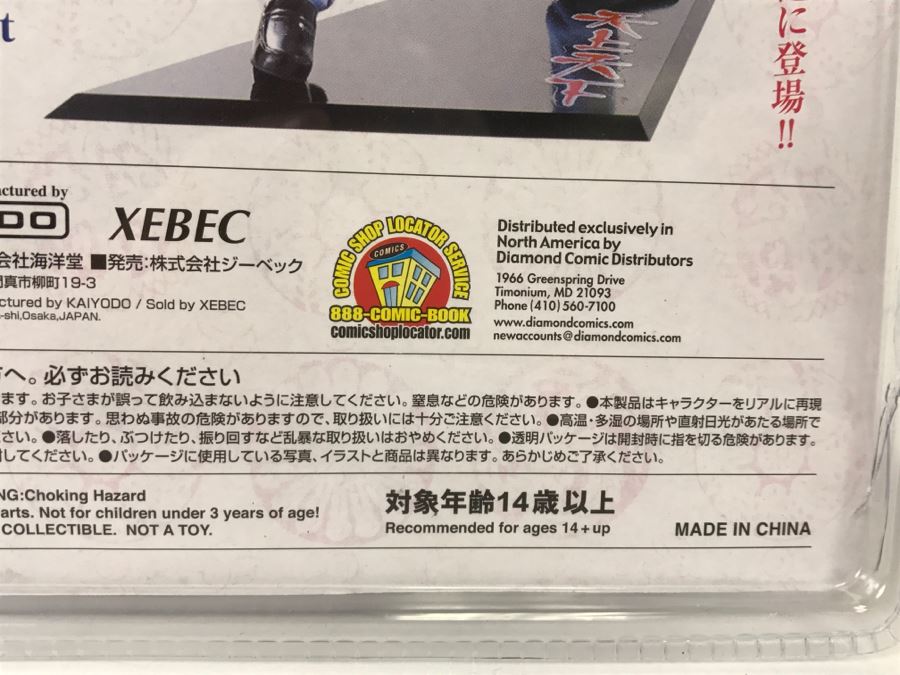 t
天上天下
に登場!!
ctured by
DO XEBEC
会社海洋堂 ■発売:株式会社ジーベック
真市柳町19-3
ctured by KAIYODO / Sold by XEBEC
-shi,Osaka,JAPAN.
COMIC SHOP LOCATOR SERVICE
COMICS
888-COMIC-BOOK
comicshoplocator.com
Distributed exclusively in
North America by
Diamond Comic Distributors
1966 Greenspring Drive
Timonium, MD 21093
Phone (410) 560-7100
www.diamondcomics.com
newaccounts@diamondcomics.com
へ。必ずお読みください
ます。お子さまが誤って飲み込まないように注意してください。窒息などの危険があります。●本製品はキャラクターをリアルに再現
部分があります。思わぬ事故の危険がありますので、取り扱いには十分ご注意ください。●高温・多湿の場所や直射日光があたる場所で
さい。●落したり、ぶつけたり、振り回すなど乱暴な取り扱いはおやめください。●透明パッケージは開封時に指を切る危険があります。
してください。●パッケージに使用している写真、イラストと商品は異なります。あらかじめご了承ください。
NG:Choking Hazard
arts. Not for children under 3 years of age!
COLLECTIBLE. NOT A TOY.
対象年齢14歳以上
Recommended for ages 14+up
MADE IN CHINA